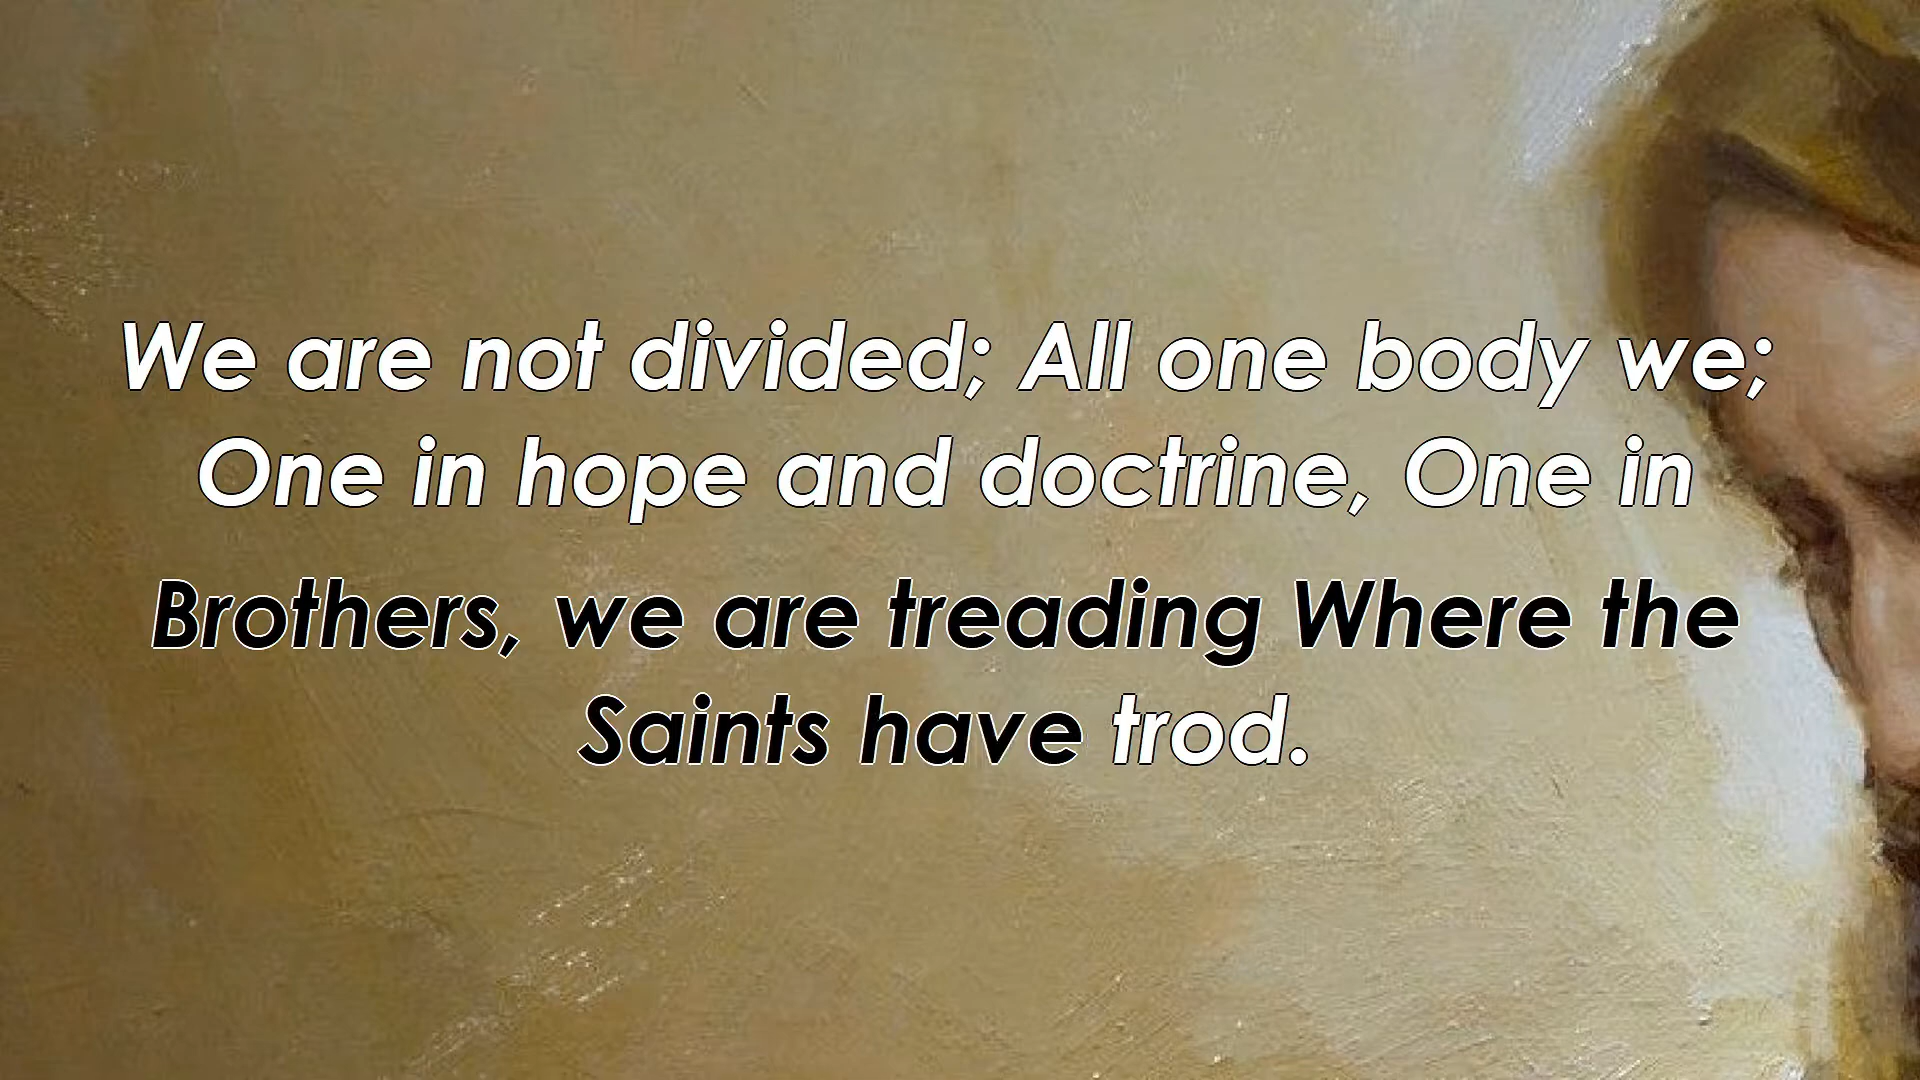 We are not divided; All one body we;
One in hope and doctrine, One in
Brothers, we are treading Where the
Saints have trod.